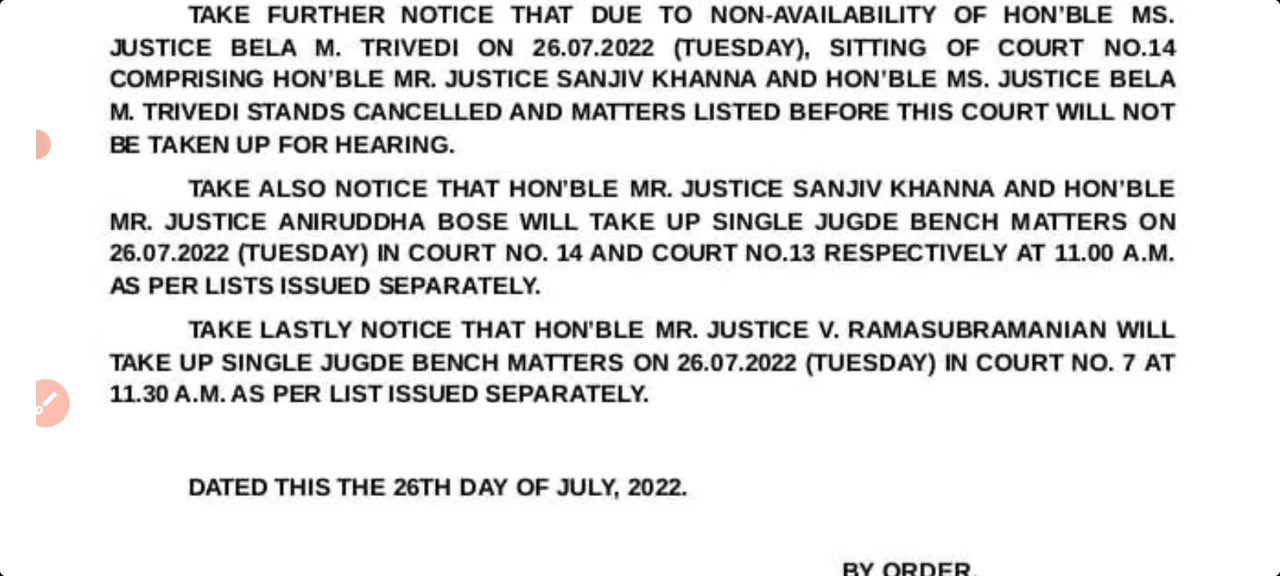 TAKE FURTHER NOTICE THAT DUE TO NON-AVAILABILITY OF HON'BLE MS.
JUSTICE BELA M. TRIVEDI ON 26.07.2022 (TUESDAY), SITTING OF COURT NO.14
COMPRISING HON'BLE MR. JUSTICE SANJIV KHANNA AND HON'BLE MS. JUSTICE BELA
M. TRIVEDI STANDS CANCELLED AND MATTERS LISTED BEFORE THIS COURT WILL NOT
BE TAKEN UP FOR HEARING.
TAKE ALSO NOTICE THAT HON'BLE MR. JUSTICE SANJIV KHANNA AND HON'BLE
MR. JUSTICE ANIRUDDHA BOSE WILL TAKE UP SINGLE JUGDE BENCH MATTERS ON
26.07.2022 (TUESDAY) IN COURT NO. 14 AND COURT NO.13 RESPECTIVELY AT 11.00 A.M.
AS PER LISTS ISSUED SEPARATELY.
TAKE LASTLY NOTICE THAT HON'BLE MR. JUSTICE V. RAMASUBRAMANIAN WILL
TAKE UP SINGLE JUGDE BENCH MATTERS ON 26.07.2022 (TUESDAY) IN COURT NO. 7 AT
11.30 A.M. AS PER LIST ISSUED SEPARATELY.
DATED THIS THE 26TH DAY OF JULY, 2022.
BY ORDER,